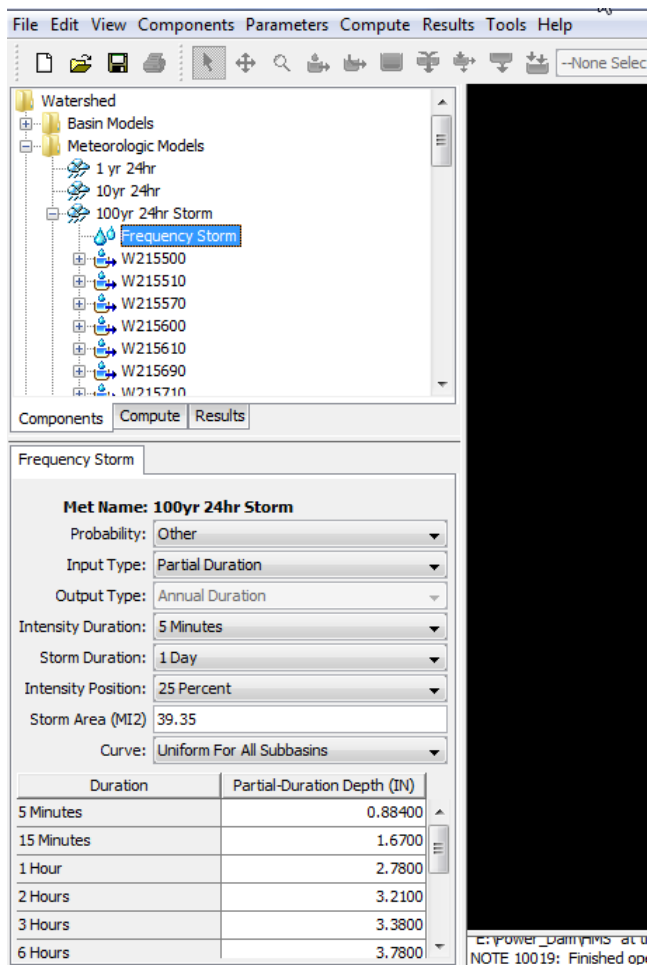 File Edit View Components Parameters Compute Results Tools Help
--None Selec
Watershed
Basin Models
Meteorologic Models
1 yr 24hr
10yr 24hr
100yr 24hr Storm
Frequency Storm
W215500
W215510
W215570
W215600
W215610
W215690
W215710
Components Compute Results
Frequency Storm
Met Name: 100yr 24hr Storm
Probability: Other
Input Type: Partial Duration
Output Type: Annual Duration
Intensity Duration: 5 Minutes
Storm Duration: 1 Day
Intensity Position: 25 Percent
Storm Area (MI2) 39.35
Curve: Uniform For All Subbasins
Duration Partial-Duration Depth (IN)
5 Minutes 0.88400
15 Minutes 1.6700
1 Hour 2.7800
2 Hours 3.2100
3 Hours 3.3800
6 Hours 3.7800
E:\Power_Dam\HMS" at
NOTE 10019: Finished ope